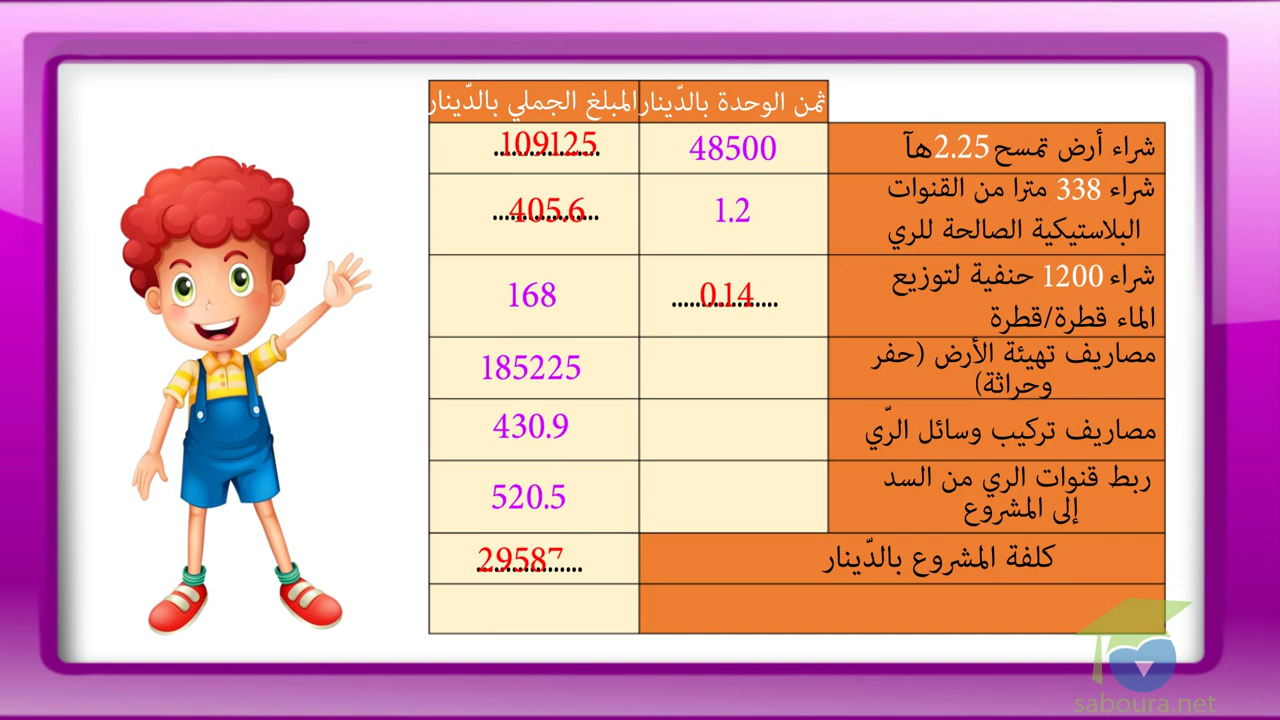 ثمن الوحدة بالدّينار المبلغ الجملي بالدّينار
شراء أرض تمسح 2.25هآ 48500 109125
شراء 338 مترا من القنوات
البلاستيكية الصالحة للري 1.2 405.6
شراء 1200 حنفية لتوزيع
الماء قطرة/قطرة 0.14 168
مصاريف تهيئة الأرض (حفر
وحراثة) 185225
مصاريف تركيب وسائل الرّي 430.9
ربط قنوات الري من السد
إلى المشروع 520.5
كلفة المشروع بالدّينار 29587
saboura.net